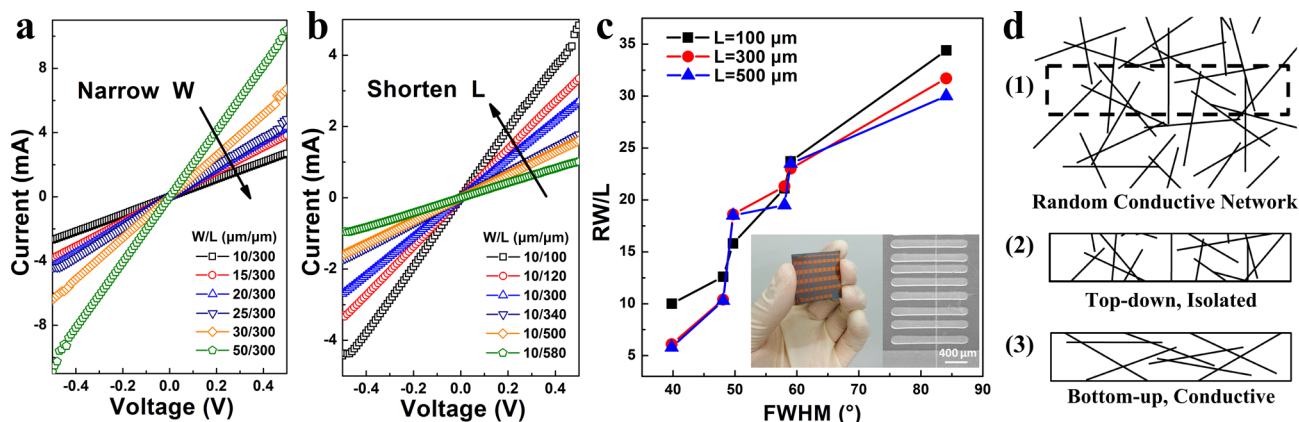 a
Current (mA)
8
4
0
-4
-8
Narrow W
W/L (μm/μm)
10/300
15/300
20/300
25/300
30/300
50/300
-0.4 -0.2 0.0 0.2 0.4
Voltage (V)
b
Current (mA)
4
2
0
-2
-4
Shorten L
W/L (μm/μm)
10/100
10/120
10/300
10/340
10/500
10/580
-0.4 -0.2 0.0 0.2 0.4
Voltage (V)
c
RW/L
35
30
25
20
15
10
5
L=100 μm
L=300 μm
L=500 μm
400 μm
40 50 60 70 80 90
FWHM (°)
d
(1)
Random Conductive Network
(2)
Top-down, Isolated
(3)
Bottom-up, Conductive